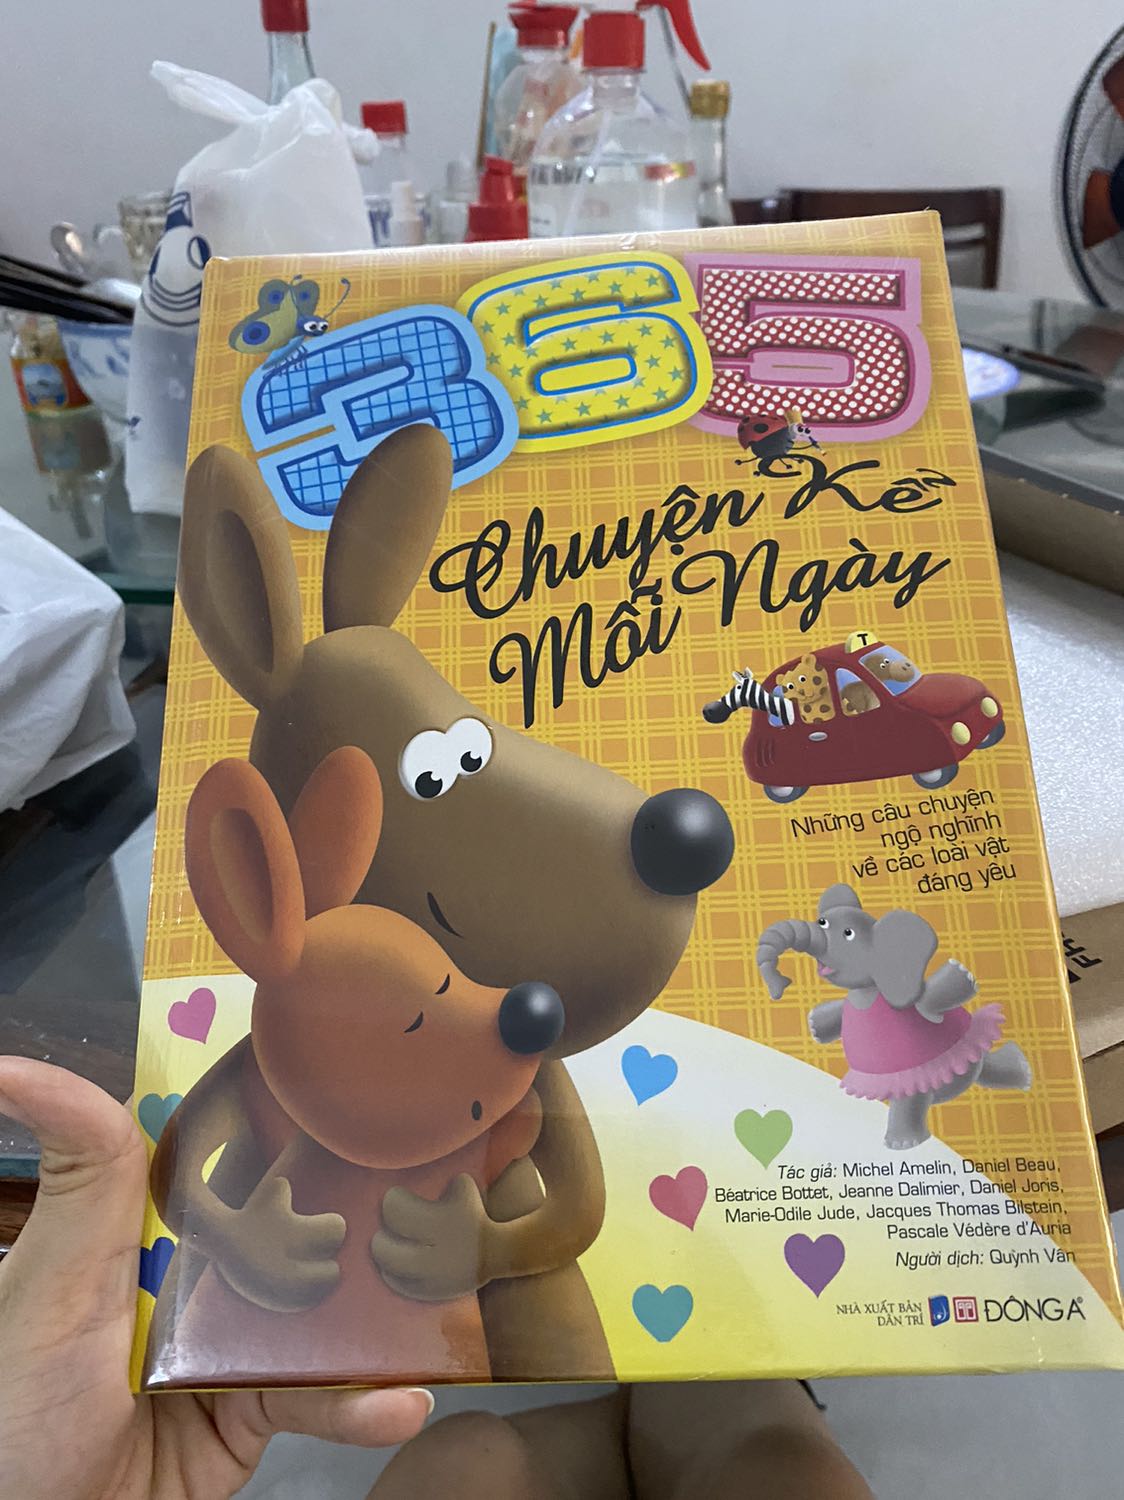 365
Chuyện Kể
Mỗi Ngày
T
Những câu chuyện
ngộ nghĩnh
về các loài vật
đáng yêu
Tác giả: Michel Amelin, Daniel Beau,
Béatrice Bottet, Jeanne Dalimier, Daniel Joris,
Marie-Odile Jude, Jacques Thomas Bilstein,
Pascale Védère d'Auria
Người dịch: Quỳnh Vân
NHÀ XUẤT BẢN
DÂN TRÍ
ĐÔNG A